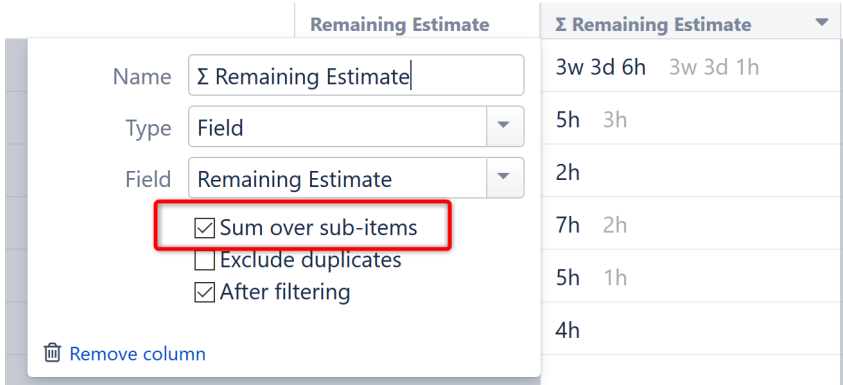 Remaining Estimate Σ Remaining Estimate
Name Σ Remaining Estimate 3w 3d 6h 3w 3d 1h
Type Field 5h 3h
Field Remaining Estimate 2h
Sum over sub-items 7h 2h
Exclude duplicates
After filtering 5h 1h
4h
Remove column